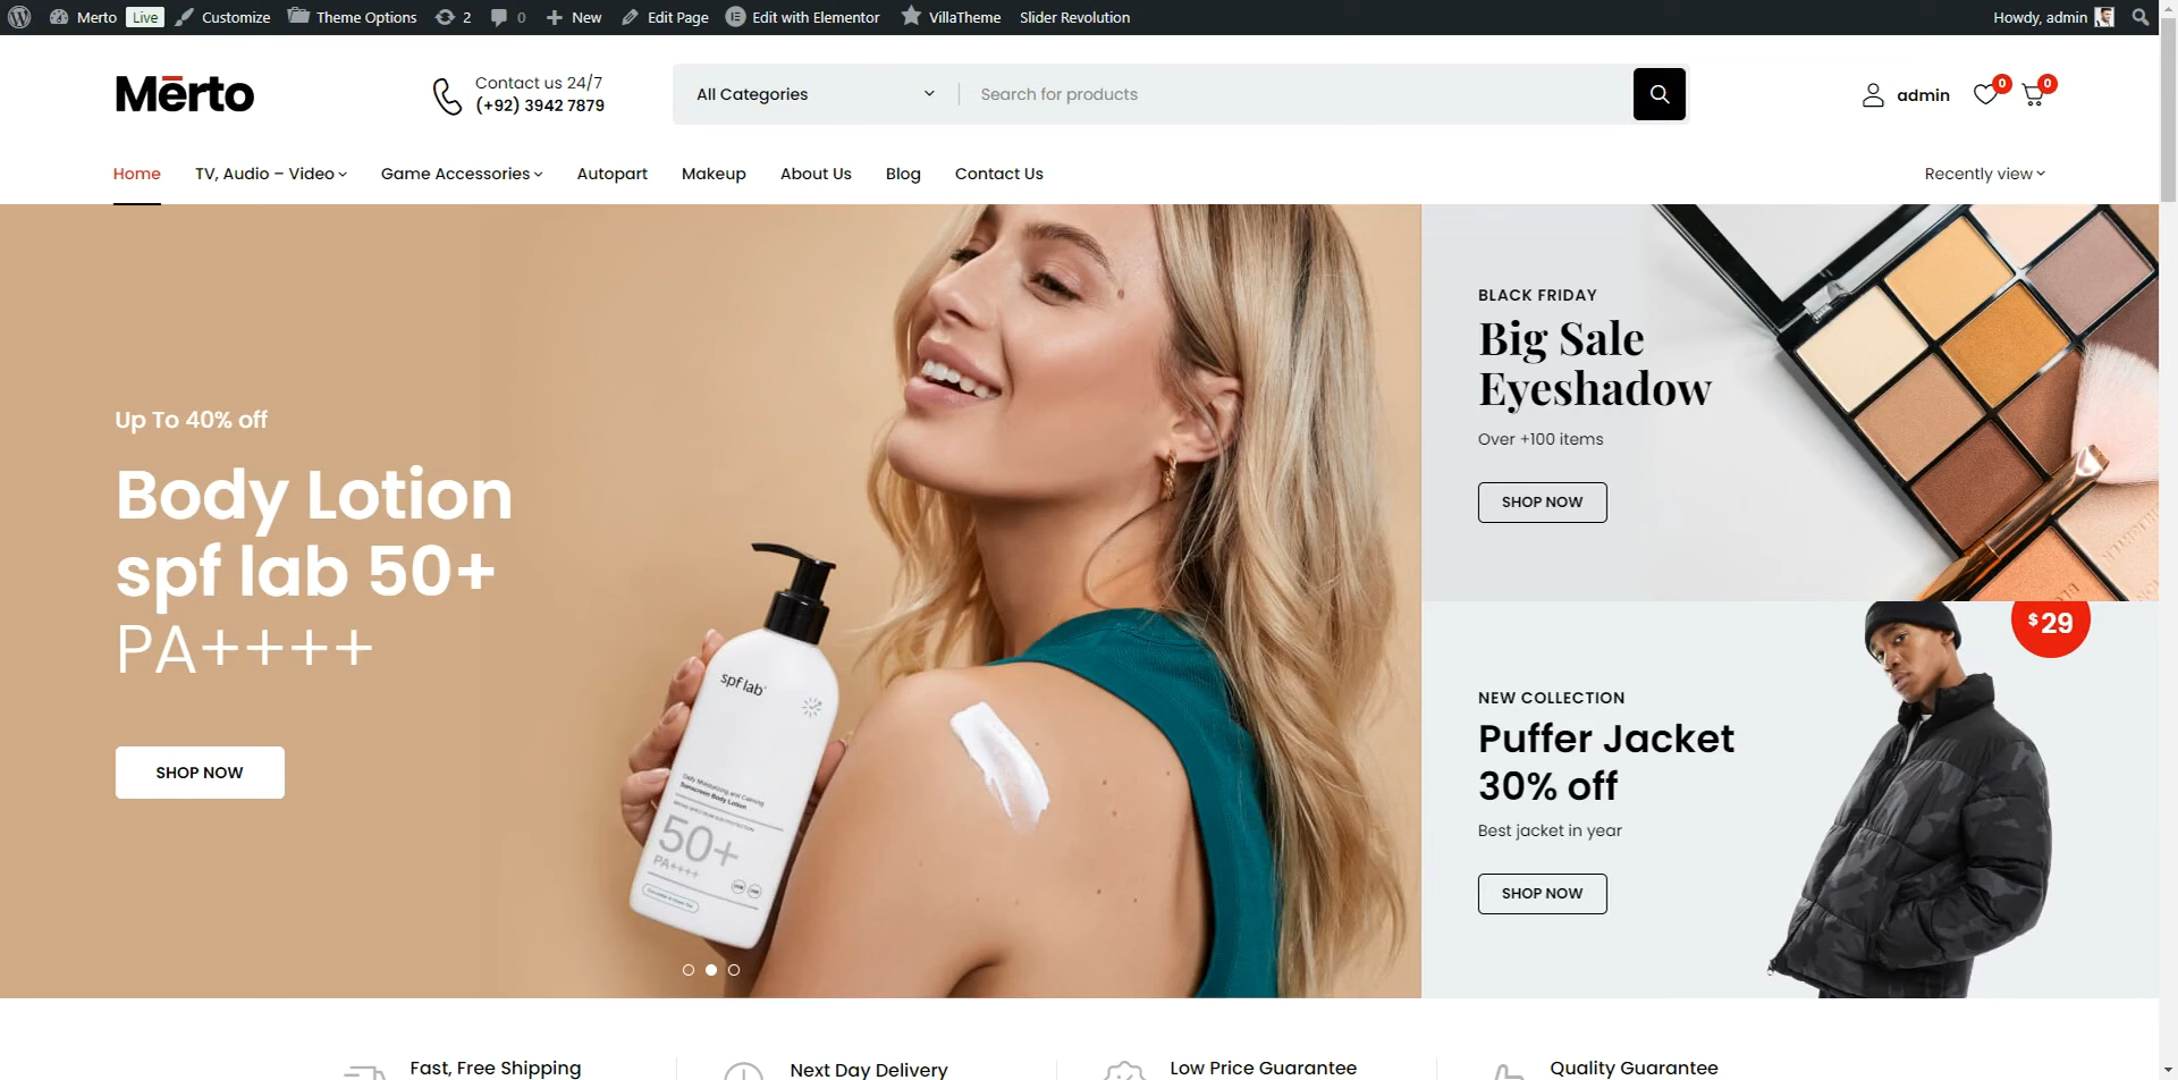 Merto Live Customize Theme Options 2 0 New Edit Page Edit with Elementor VillaTheme Slider Revolution Howdy, admin
Mērto
Contact us 24/7
(+92) 3942 7879
All Categories
Search for products
admin
0
0
Home TV, Audio – Video Game Accessories Autopart Makeup About Us Blog Contact Us Recently view
Up To 40% off
Body Lotion
spf lab 50+
PA++++
SHOP NOW
spf lab
Daily Moisturizing and Calming
Sunscreen Body Lotion
50+
PA++++
BLACK FRIDAY
Big Sale
Eyeshadow
Over +100 items
SHOP NOW
$29
NEW COLLECTION
Puffer Jacket
30% off
Best jacket in year
SHOP NOW
Fast, Free Shipping
Next Day Delivery
Low Price Guarantee
Quality Guarantee